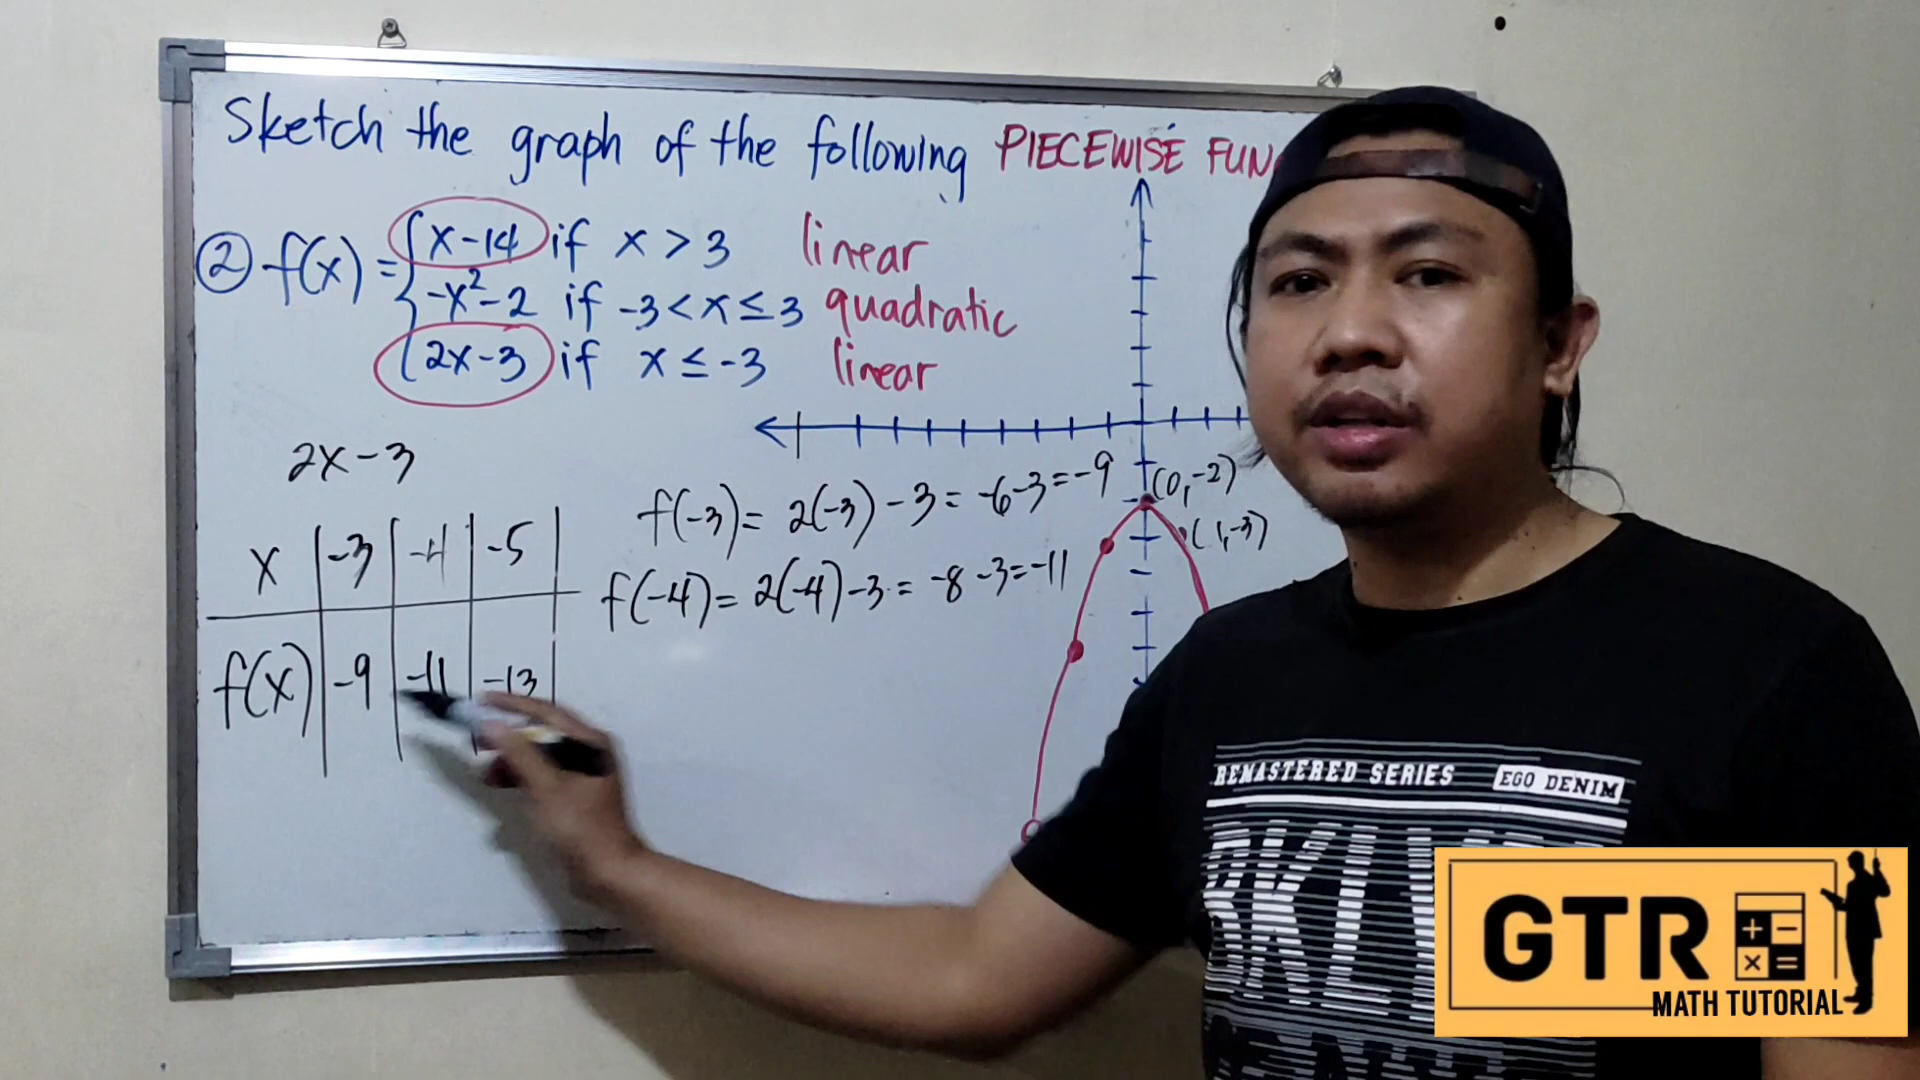 Sketch the graph of the following PIECEWISE FUN
② f(x) = { x-14 if x > 3 linear
-x²-2 if -3 < x ≤ 3 quadratic
2x-3 if x ≤ -3 linear
2x-3
x | -3 | -4 | -5 |
f(x) | -9 | -11 | -13
f(-3) = 2(-3) - 3 = -6-3 = -9
f(-4) = 2(-4) - 3 = -8 -3 = -11
(0, -2)
(1, -3)
REMASTERED SERIES EGO DENIM
GTR
+ - × =
MATH TUTORIAL